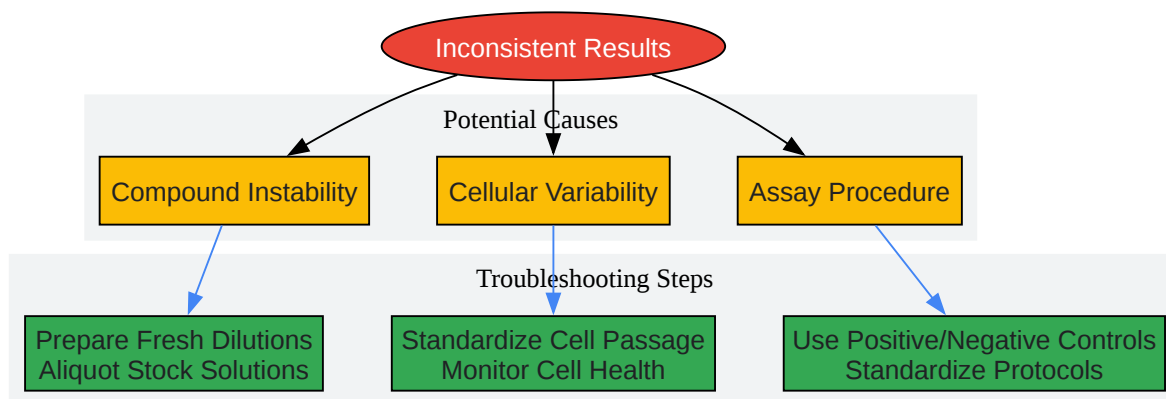 Inconsistent Results
Potential Causes
Compound Instability
Cellular Variability
Assay Procedure
Troubleshooting Steps
Prepare Fresh Dilutions
Aliquot Stock Solutions
Standardize Cell Passage
Monitor Cell Health
Use Positive/Negative Controls
Standardize Protocols